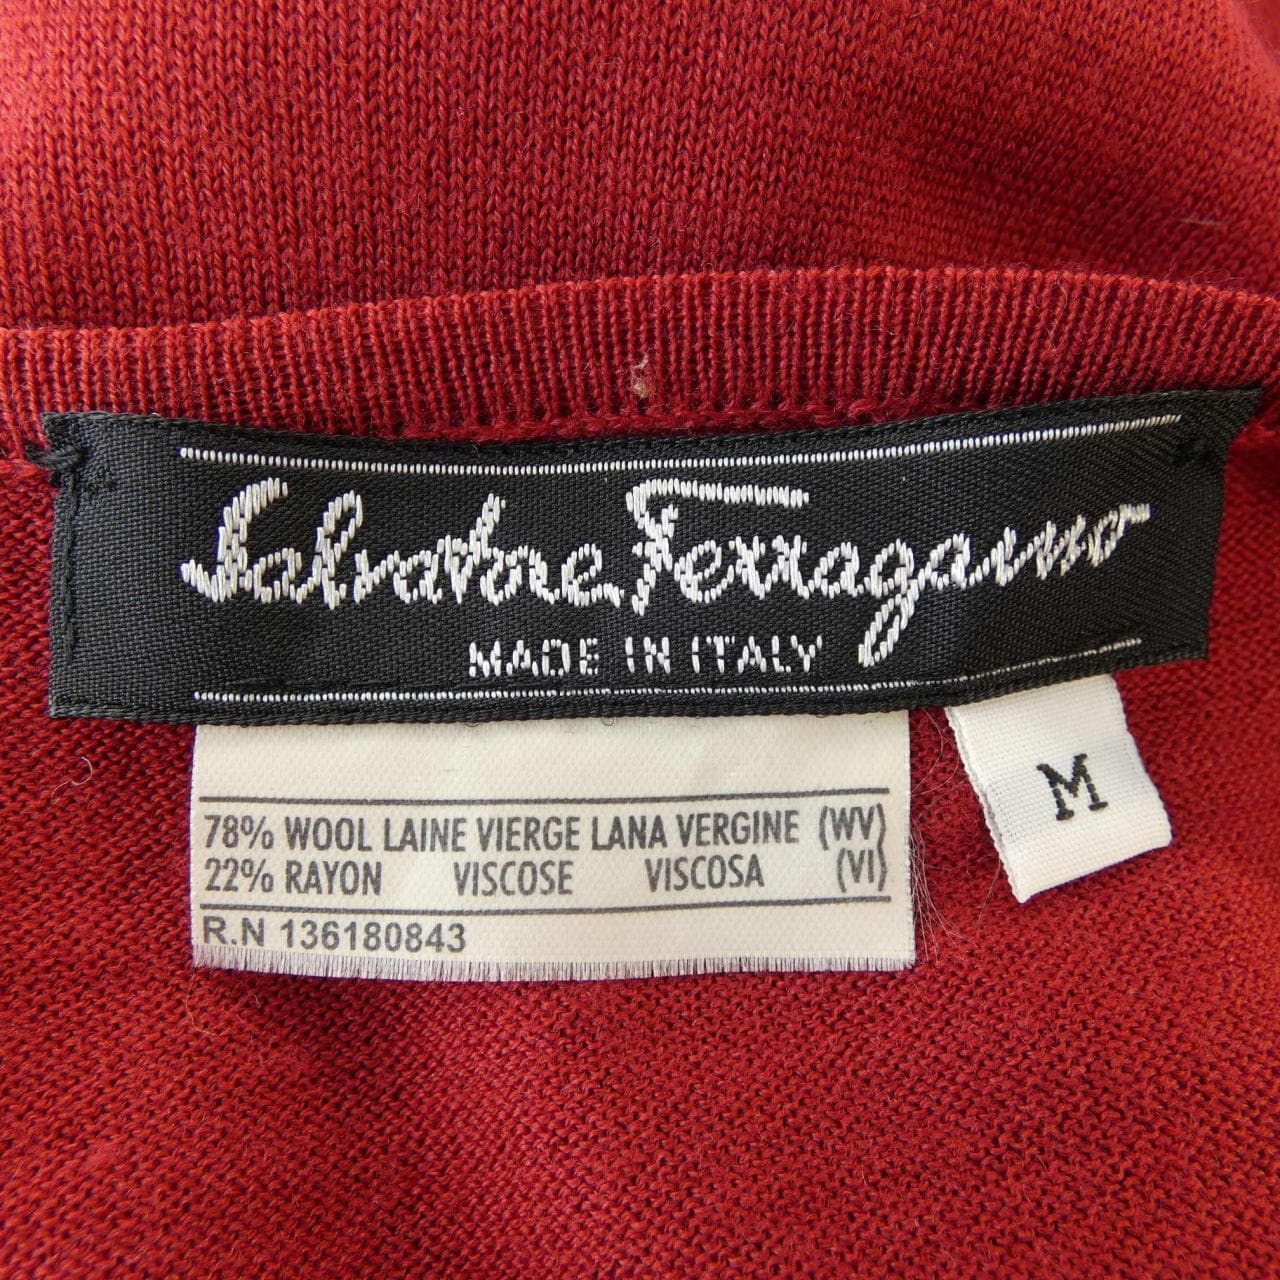 Salvatore Ferragamo
MADE IN ITALY
M
78% WOOL LAINE VIERGE LANA VERGINE (WV)
22% RAYON VISCOSE VISCOSA (VI)
R.N 136180843